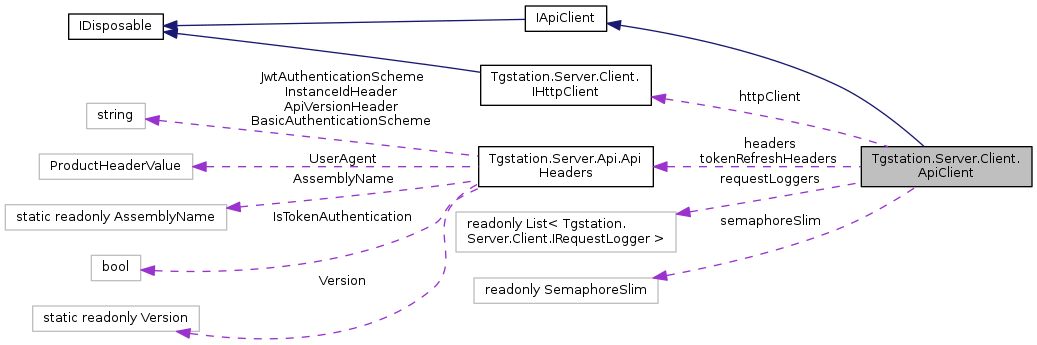 IDisposable
IApiClient
Tgstation.Server.Client.
IHttpClient
httpClient
JwtAuthenticationScheme
InstanceIdHeader
ApiVersionHeader
BasicAuthenticationScheme
string
UserAgent
ProductHeaderValue
Tgstation.Server.Api.Api
Headers
headers
tokenRefreshHeaders
Tgstation.Server.Client.
ApiClient
AssemblyName
static readonly AssemblyName
requestLoggers
IsTokenAuthentication
readonly List< Tgstation.
Server.Client.IRequestLogger >
semaphoreSlim
bool
Version
readonly SemaphoreSlim
static readonly Version